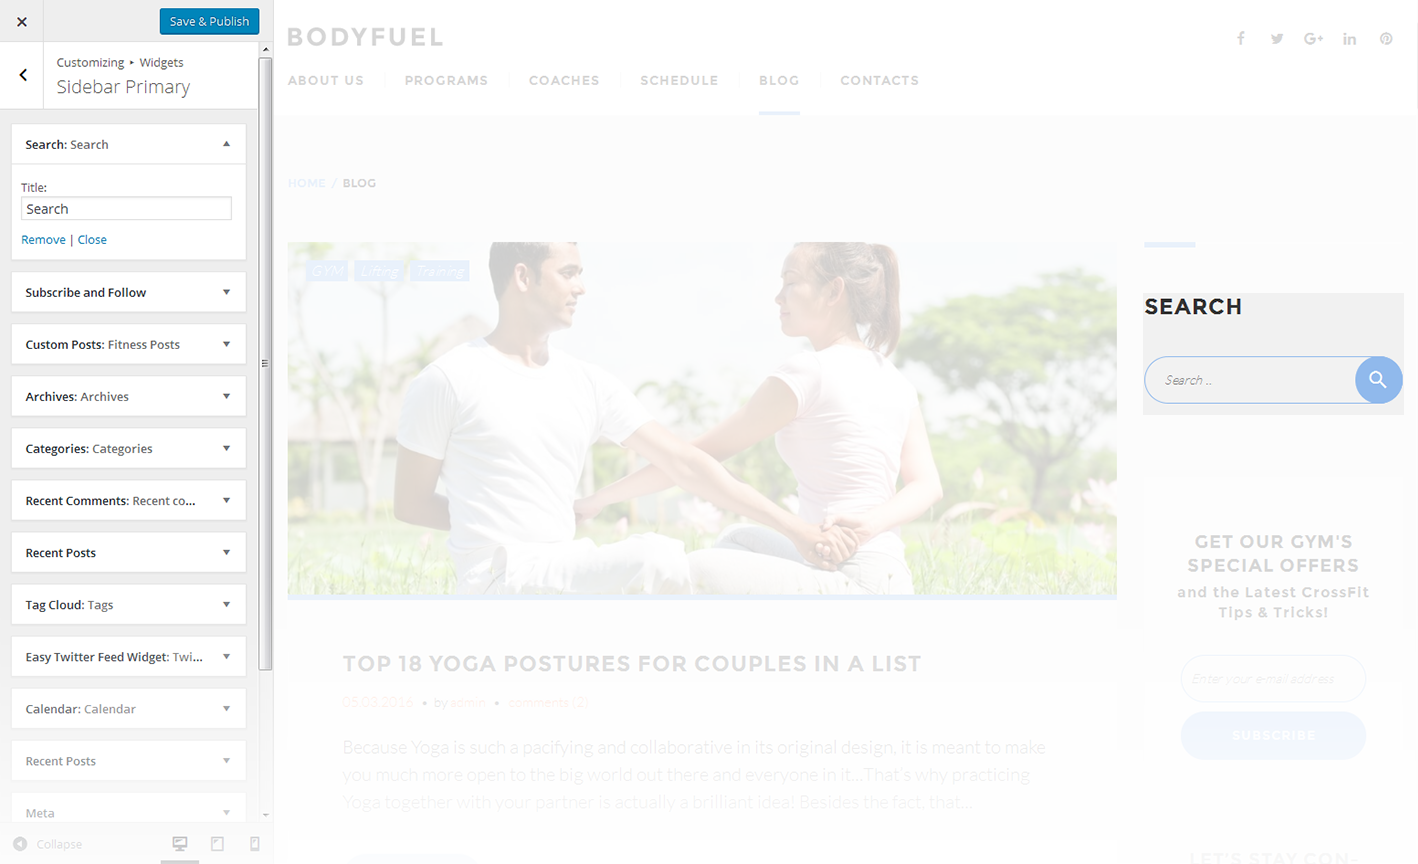 Save & Publish
Customizing ▸ Widgets
Sidebar Primary
Search: Search
Title:
Search
Remove | Close
Subscribe and Follow
Custom Posts: Fitness Posts
Archives: Archives
Categories: Categories
Recent Comments: Recent co...
Recent Posts
Tag Cloud: Tags
Easy Twitter Feed Widget: Twi...
Calendar: Calendar
Recent Posts
Meta
Collapse
BODYFUEL
ABOUT US PROGRAMS COACHES SCHEDULE BLOG CONTACTS
HOME / BLOG
GYM Lifting Training
TOP 18 YOGA POSTURES FOR COUPLES IN A LIST
05.03.2016 • by admin • comments (2)
Because Yoga is such a pacifying and collaborative in its original design, it is meant to make
you much more open to the big world out there and everyone in it...That's why practicing
Yoga together with your partner is actually a brilliant idea! Besides the fact, that...
SEARCH
Search ..
GET OUR GYM'S
SPECIAL OFFERS
and the Latest CrossFit
Tips & Tricks!
Enter your e-mail address
SUBSCRIBE
LET'S STAY CON-